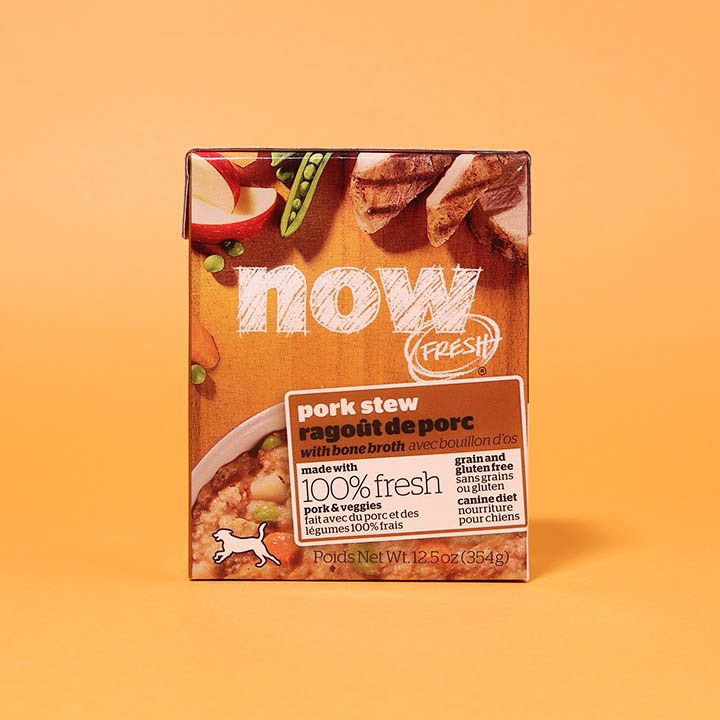 now
FRESH
®
pork stew
ragoût de porc
with bone broth avec bouillon d'os
made with
100% fresh
pork & veggies
fait avec du porc et des
légumes 100% frais
grain and
gluten free
sans grains
ou gluten
canine diet
nourriture
pour chiens
Poids Net Wt. 12.5 oz (354g)